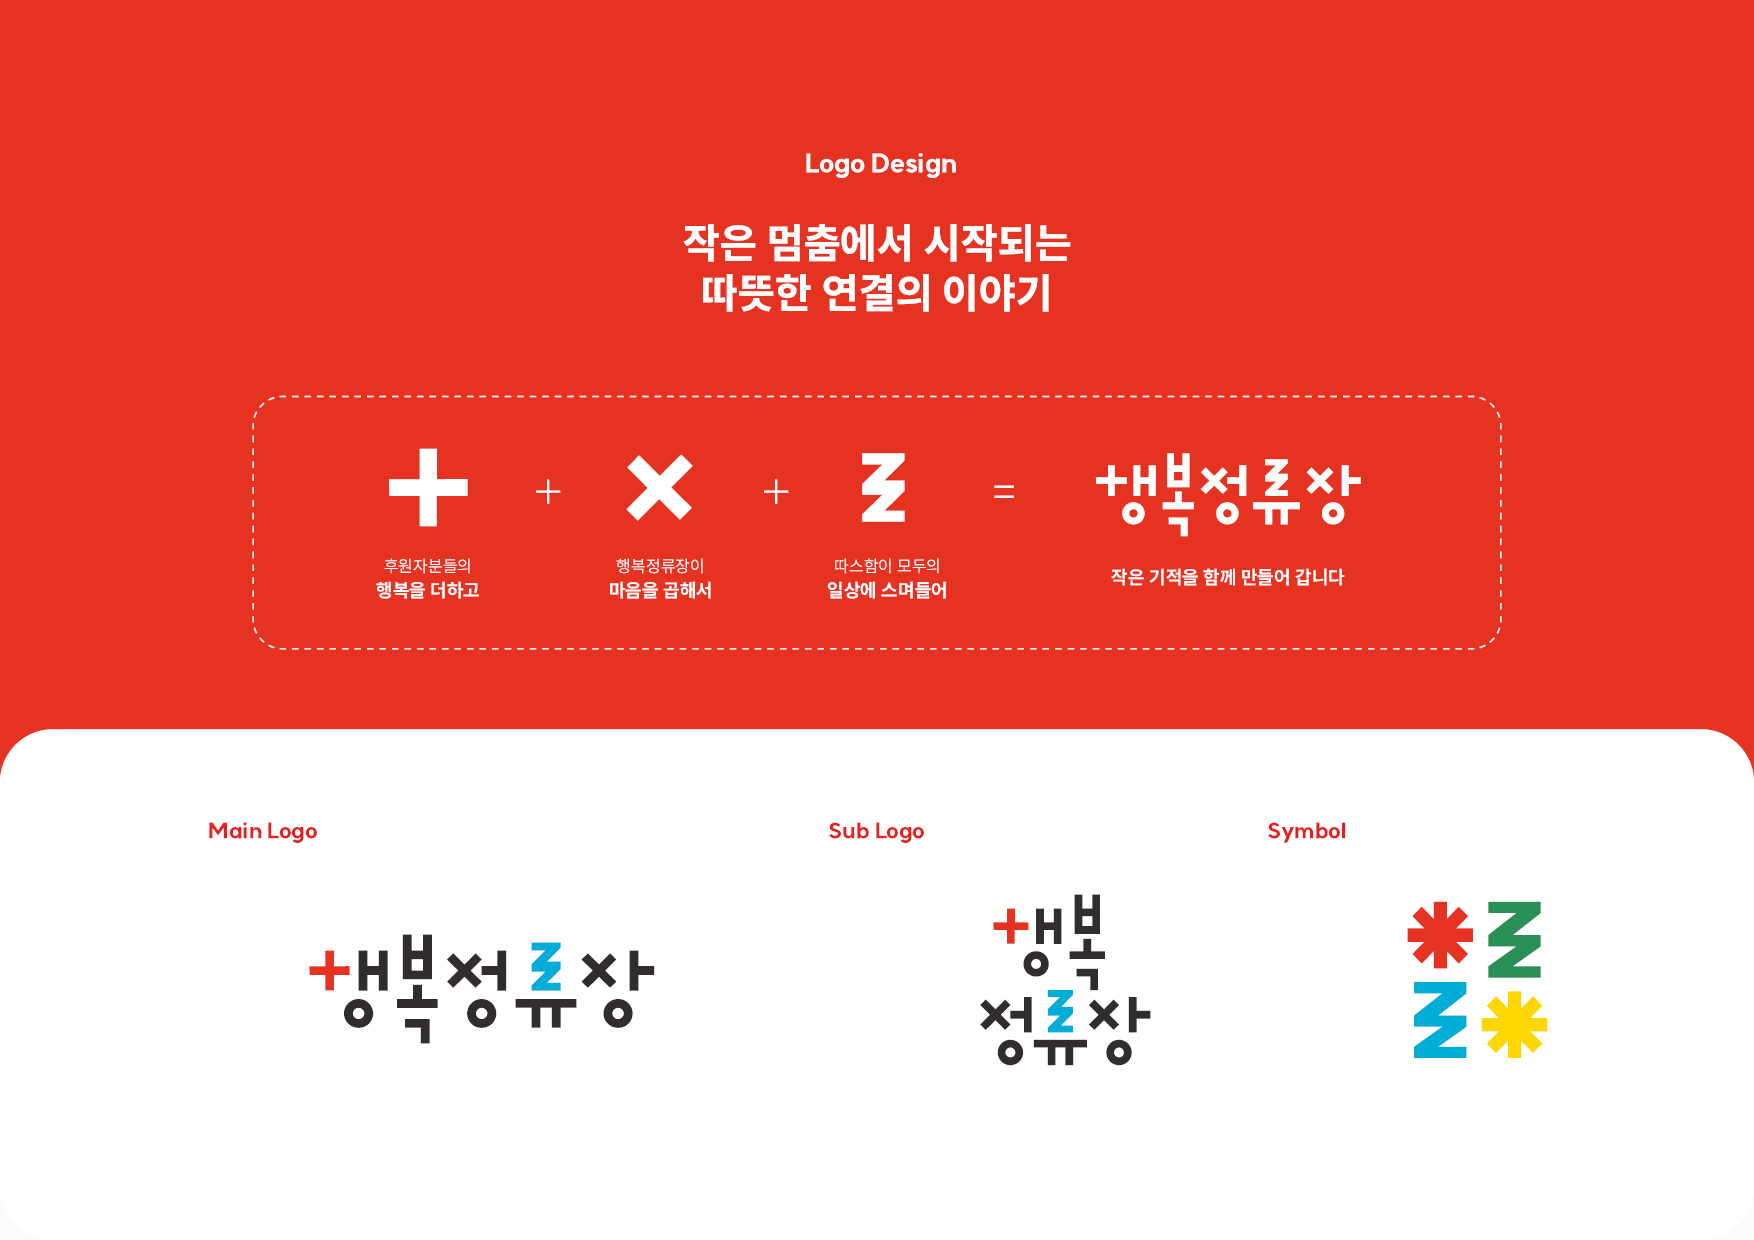 Logo Design
작은 멈춤에서 시작되는
따뜻한 연결의 이야기
+ + + + × = 행복정류장
후원자분들의
행복을 더하고
행복정류장이
마음을 곱해서
따스함이 모두의
일상에 스며들어
작은 기적을 함께 만들어 갑니다
Main Logo
Sub Logo
Symbol
행복정류장
행복
정류장